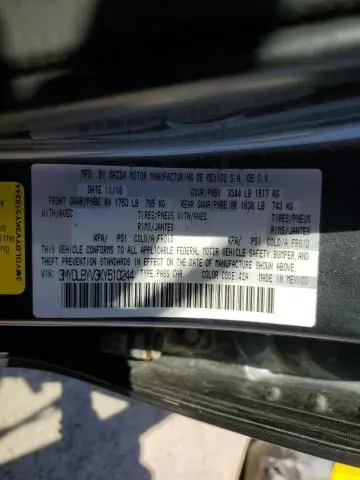 MFD. BY MAZDA MOTOR MANUFACTURING DE MEXICO S.A. DE C.V
DATE 11/18 GVWR/PNBV 3344 LB 1517 KG
FRONT GAWR/PNBE AV 1753 LB 795 KG REAR GAWR/PNBE AR 1638 LB 743 KG
WITH/AVEC TIRES/PNEUS WITH/AVEC TIRES/PNEUS
RIMS/JANTES RIMS/JANTES
KPA/ PSI COLD/FROID KPA/ PSI COLD/FROID
THIS VEHICLE CONFORMS TO ALL APPLICABLE FEDERAL MOTOR VEHICLE SAFETY, BUMPER, AND
THEFT PREVENTION STANDARDS IN EFFECT ON THE DATE OF MANUFACTURE SHOWN ABOVE.
VIN: 3MYDLBYV3KY510244 TYPE: PASS CAR COLOR CODE: 42A MADE IN MEXICO
3MYDLBYV3KY510244